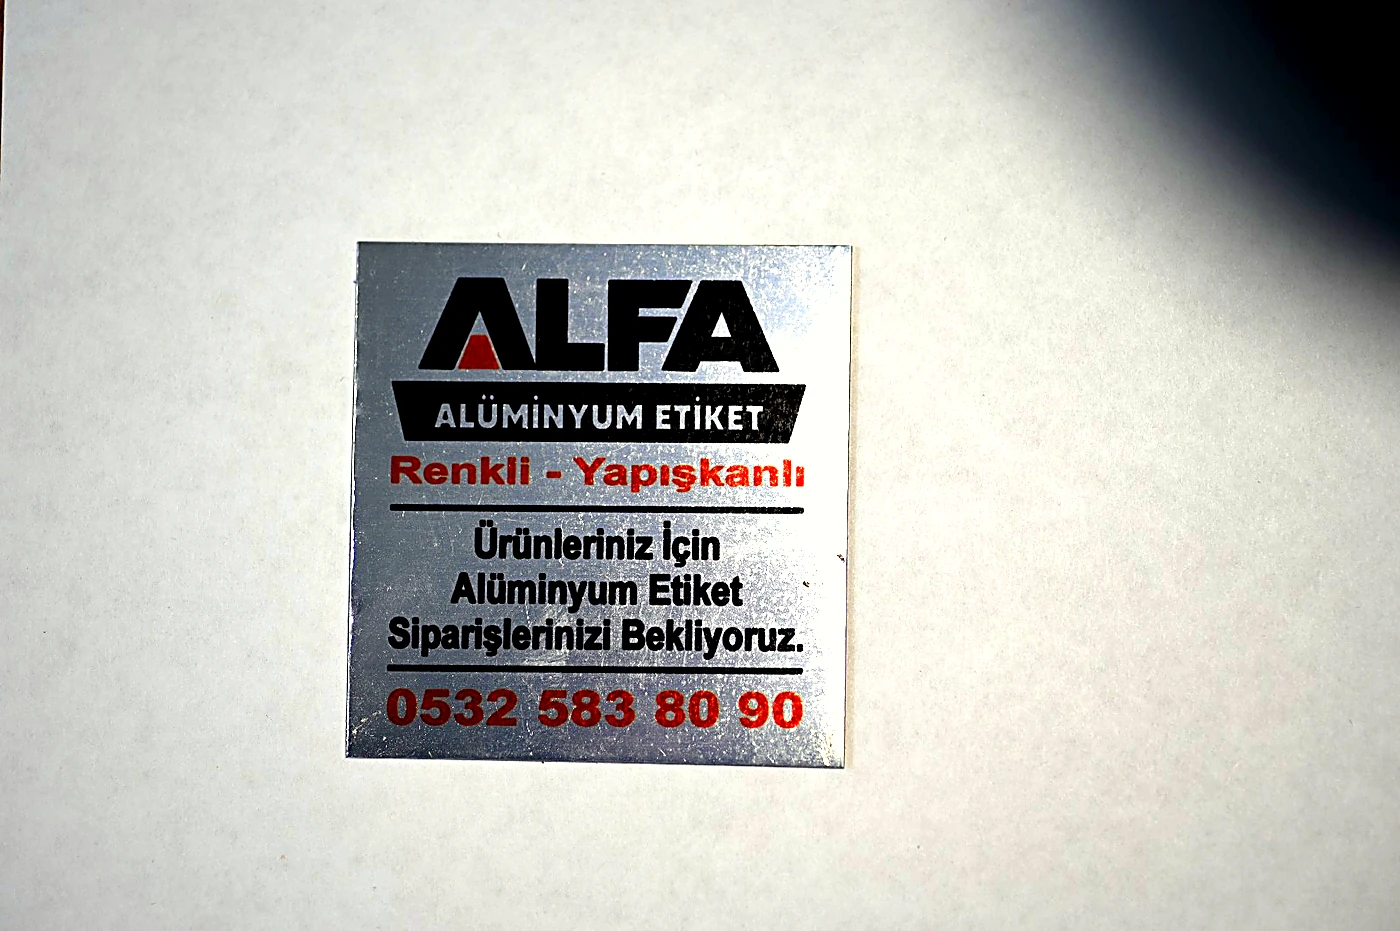 ALFA
ALÜMİNYUM ETİKET
Renkli - Yapışkanlı
Ürünleriniz İçin
Alüminyum Etiket
Siparişlerinizi Bekliyoruz.
0532 583 80 90